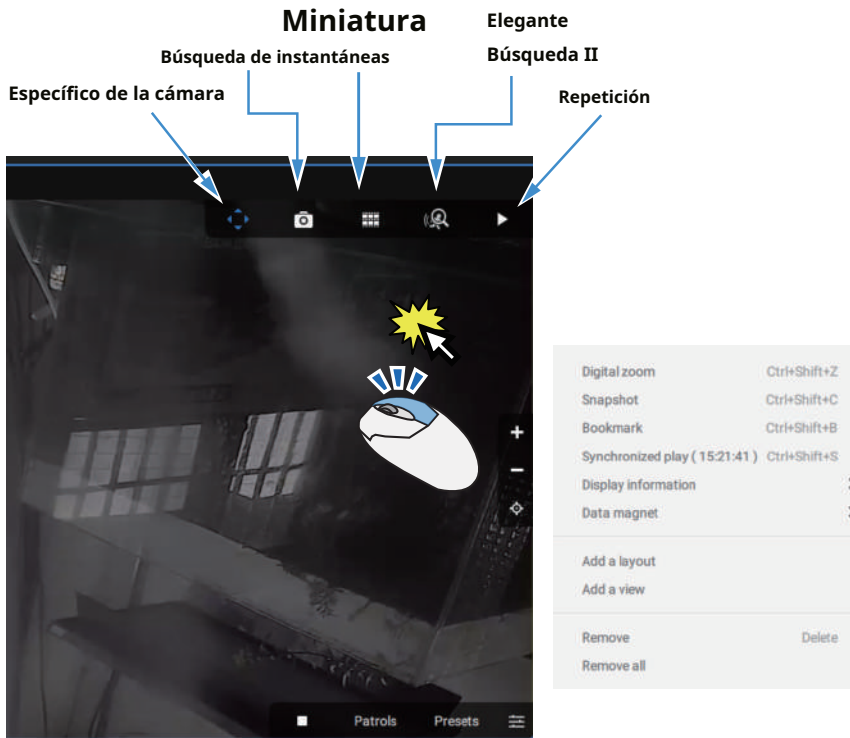 Miniatura
Elegante
Búsqueda de instantáneas
Búsqueda II
Específico de la cámara
Repetición
Digital zoom Ctrl+Shift+Z
Snapshot Ctrl+Shift+C
Bookmark Ctrl+Shift+B
Synchronized play ( 15:21:41 ) Ctrl+Shift+S
Display information
Data magnet
Add a layout
Add a view
Remove Delete
Remove all
Patrols Presets